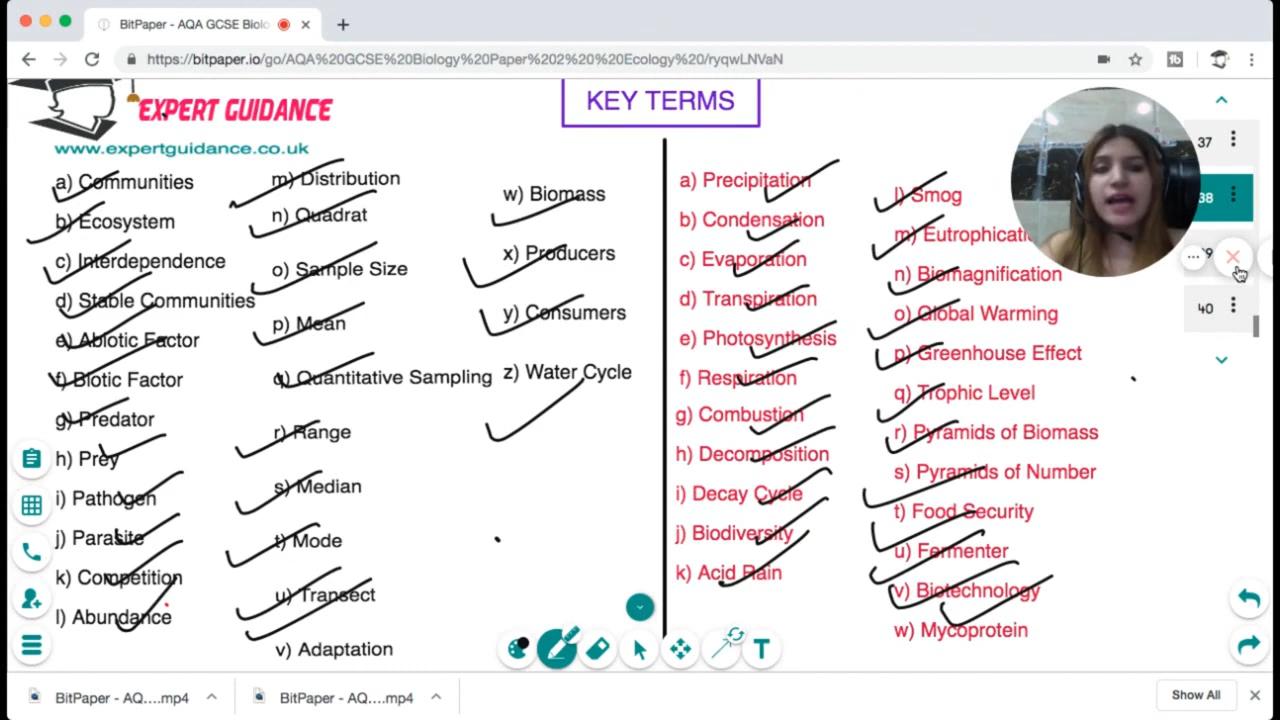 BitPaper - AQA GCSE Biolo
https://bitpaper.io/go/AQA%20GCSE%20Biology%20Paper%202%20%20Ecology%20/ryqwLNVaN
EXPERT GUIDANCE
www.expertguidance.co.uk
KEY TERMS
a) Communities
b) Ecosystem
c) Interdependence
d) Stable Communities
e) Abiotic Factor
f) Biotic Factor
g) Predator
h) Prey
i) Pathogen
j) Parasite
k) Competition
l) Abundance
m) Distribution
n) Quadrat
o) Sample Size
p) Mean
q) Quantitative Sampling
r) Range
s) Median
t) Mode
u) Transect
v) Adaptation
w) Biomass
x) Producers
y) Consumers
z) Water Cycle
a) Precipitation
b) Condensation
c) Evaporation
d) Transpiration
e) Photosynthesis
f) Respiration
g) Combustion
h) Decomposition
i) Decay Cycle
j) Biodiversity
k) Acid Rain
l) Smog
m) Eutrophicati
n) Biomagnification
o) Global Warming
p) Greenhouse Effect
q) Trophic Level
r) Pyramids of Biomass
s) Pyramids of Number
t) Food Security
u) Fermenter
v) Biotechnology
w) Mycoprotein
37
38
9
40
T
BitPaper - AQ....mp4
BitPaper - AQ....mp4
Show All